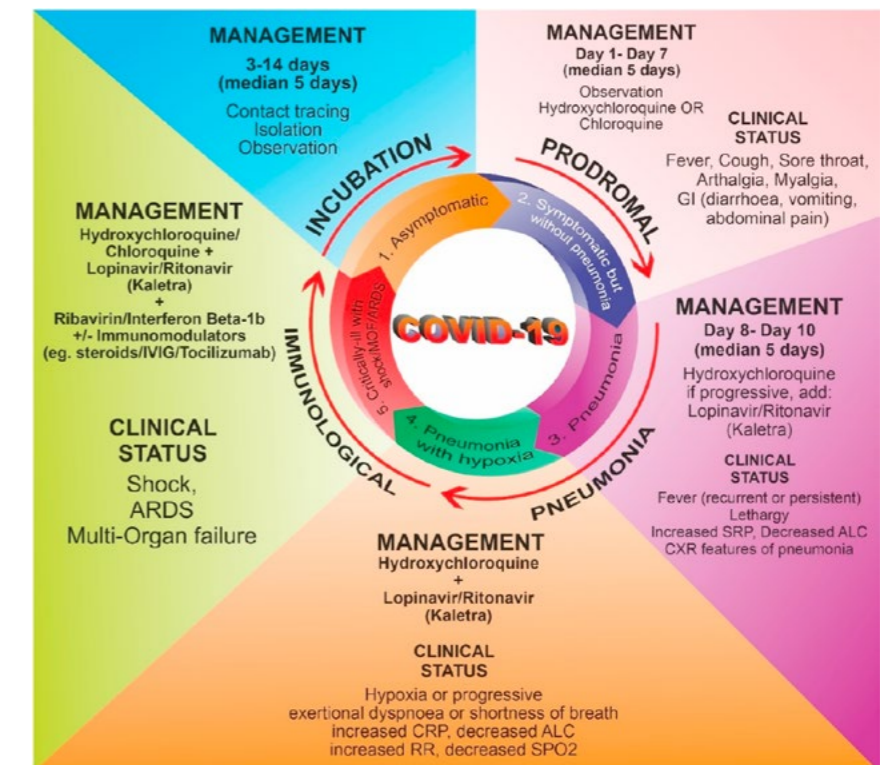 MANAGEMENT
3-14 days
(median 5 days)
Contact tracing
Isolation
Observation
MANAGEMENT
Day 1- Day 7
(median 5 days)
Observation
Hydroxychloroquine OR
Chloroquine
CLINICAL
STATUS
Fever, Cough, Sore throat,
Arthalgia, Myalgia,
GI (diarrhoea, vomiting,
abdominal pain)
MANAGEMENT
Day 8- Day 10
(median 5 days)
Hydroxychloroquine
if progressive, add:
Lopinavir/Ritonavir
(Kaletra)
CLINICAL
STATUS
Fever (recurrent or persistent)
Lethargy
Increased SRP, Decreased ALC
CXR features of pneumonia
MANAGEMENT
Hydroxychloroquine
+
Lopinavir/Ritonavir
(Kaletra)
CLINICAL
STATUS
Hypoxia or progressive
exertional dyspnoea or shortness of breath
increased CRP, decreased ALC
increased RR, decreased SPO2
MANAGEMENT
Hydroxychloroquine/
Chloroquine +
Lopinavir/Ritonavir
(Kaletra)
+
Ribavirin/Interferon Beta-1b
+/- Immunomodulators
(eg. steroids/IVIG/Tocilizumab)
CLINICAL
STATUS
Shock,
ARDS
Multi-Organ failure
INCUBATION
PRODROMAL
PNEUMONIA
IMMUNOLOGICAL
1. Asymptomatic
2. Symptomatic but
without pneumonia
3. Pneumonia
4. Pneumonia
with hypoxia
5. Critically-ill with
shock/MOF/ARDS
COVID-19